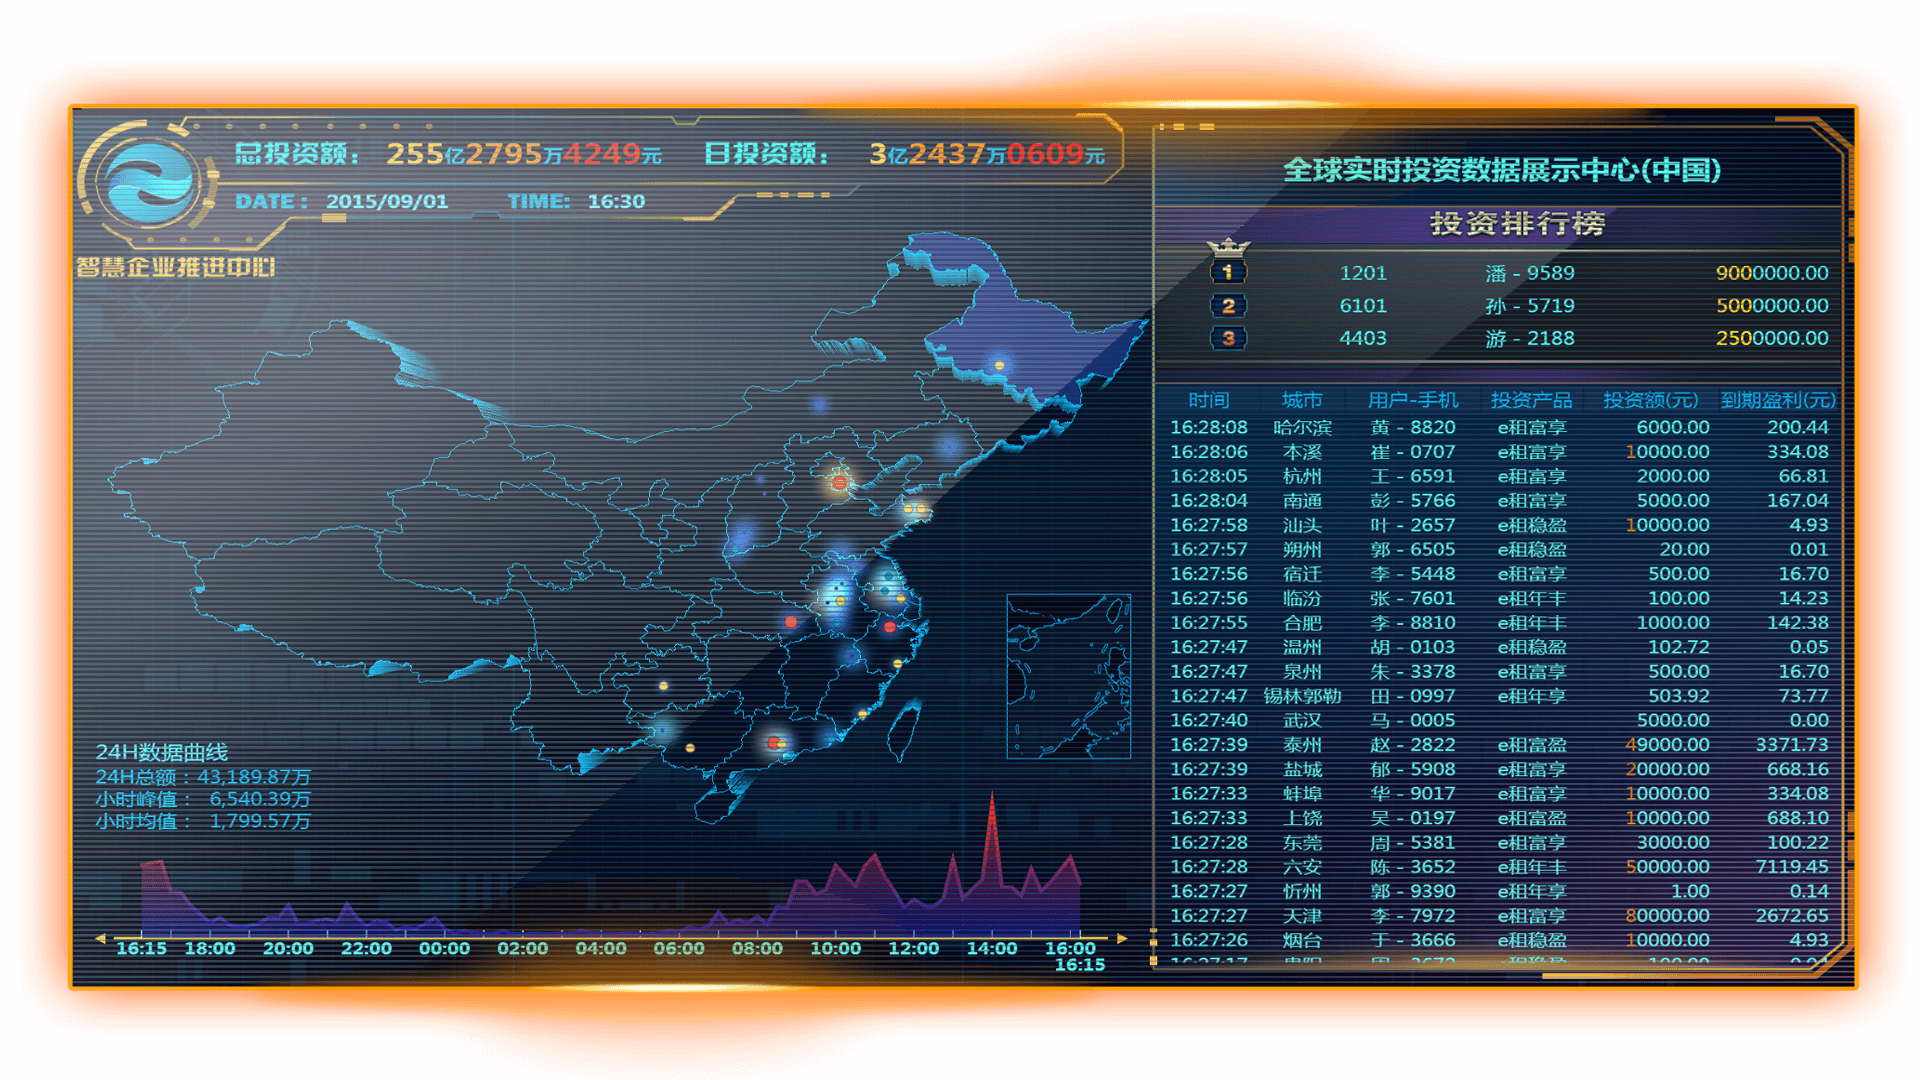 总投资额： 255亿2795万4249元 日投资额： 3亿2437万0609元
DATE： 2015/09/01 TIME: 16:30
智慧企业推进中心
全球实时投资数据展示中心(中国)
投资排行榜
1 1201 潘 - 9589 9000000.00
2 6101 孙 - 5719 5000000.00
3 4403 游 - 2188 2500000.00
时间 城市 用户-手机 投资产品 投资额(元) 到期盈利(元)
16:28:08 哈尔滨 黄 - 8820 e租富享 6000.00 200.44
16:28:06 本溪 崔 - 0707 e租富享 10000.00 334.08
16:28:05 杭州 王 - 6591 e租富享 2000.00 66.81
16:28:04 南通 彭 - 5766 e租富享 5000.00 167.04
16:27:58 汕头 叶 - 2657 e租稳盈 10000.00 4.93
16:27:57 朔州 郭 - 6505 e租稳盈 20.00 0.01
16:27:56 宿迁 李 - 5448 e租富享 500.00 16.70
16:27:56 临汾 张 - 7601 e租年丰 100.00 14.23
16:27:55 合肥 李 - 8810 e租年丰 1000.00 142.38
16:27:47 温州 胡 - 0103 e租稳盈 102.72 0.05
16:27:47 泉州 朱 - 3378 e租富享 500.00 16.70
16:27:47 锡林郭勒 田 - 0997 e租年享 503.92 73.77
16:27:40 武汉 马 - 0005 5000.00 0.00
16:27:39 泰州 赵 - 2822 e租富盈 49000.00 3371.73
16:27:39 盐城 郁 - 5908 e租富享 20000.00 668.16
16:27:33 蚌埠 华 - 9017 e租富享 10000.00 334.08
16:27:33 上饶 吴 - 0197 e租富盈 10000.00 688.10
16:27:28 东莞 周 - 5381 e租富享 3000.00 100.22
16:27:28 六安 陈 - 3652 e租年丰 50000.00 7119.45
16:27:27 忻州 郭 - 9390 e租年享 1.00 0.14
16:27:27 天津 李 - 7972 e租富享 80000.00 2672.65
16:27:26 烟台 于 - 3666 e租稳盈 10000.00 4.93
24H数据曲线
24H总额：43,189.87万
小时峰值： 6,540.39万
小时均值： 1,799.57万
16:15 18:00 20:00 22:00 00:00 02:00 04:00 06:00 08:00 10:00 12:00 14:00 16:00
16:15